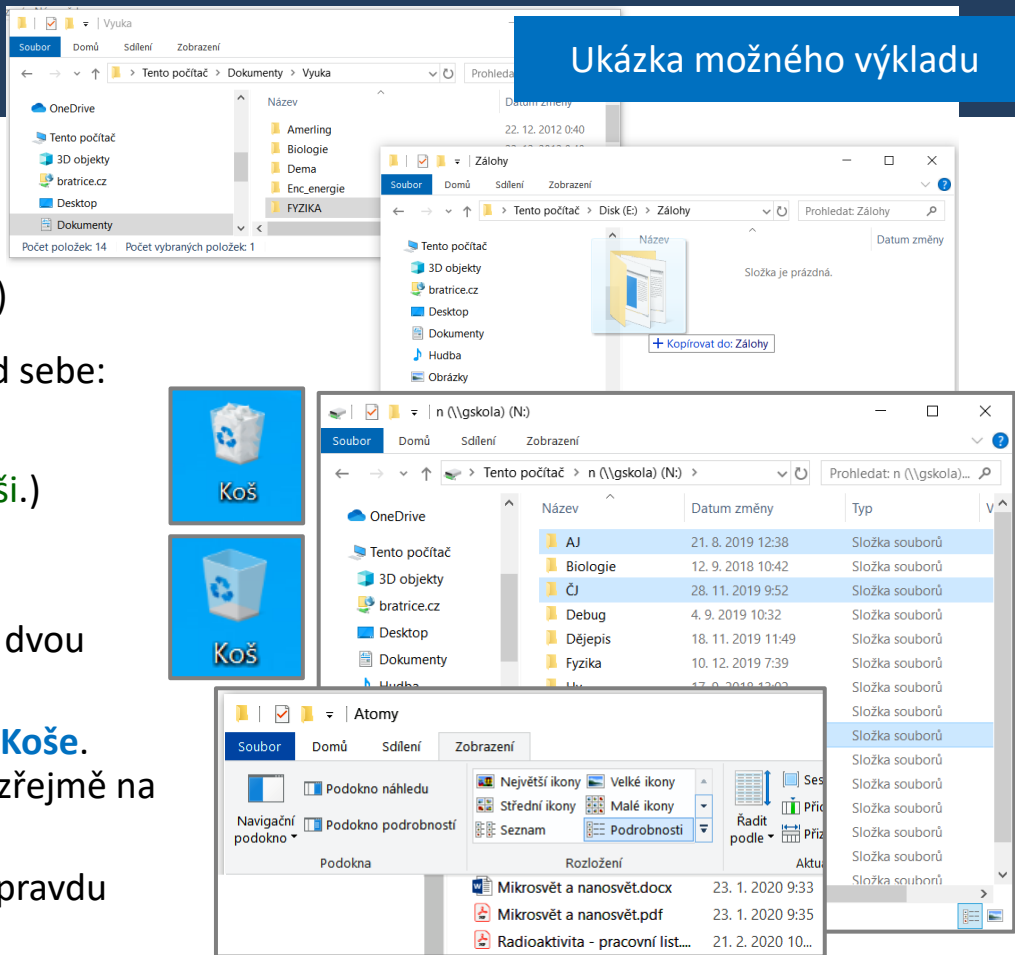 Vyuka
Soubor Domů Sdílení Zobrazení
Tento počítač > Dokumenty > Vyuka
OneDrive
Tento počítač
3D objekty
bratrice.cz
Desktop
Dokumenty
Název
Amerling 22. 12. 2012 0:40
Biologie
Dema
Enc_energie
FYZIKA
Počet položek: 14 Počet vybraných položek: 1
Ukázka možného výkladu
Zálohy
Soubor Domů Sdílení Zobrazení
Tento počítač > Disk (E:) > Zálohy
Prohledat: Zálohy
Tento počítač
3D objekty
bratrice.cz
Desktop
Dokumenty
Hudba
Obrázky
Název Datum změny
Složka je prázdná.
+ Kopírovat do: Zálohy
)
d sebe:
ši.)
dvou
Koše.
zřejmě na
pravdu
Koš
Koš
n (\\gskola) (N:)
Soubor Domů Sdílení Zobrazení
Tento počítač > n (\\gskola) (N:) >
Prohledat: n (\\gskola)...
OneDrive
Tento počítač
3D objekty
bratrice.cz
Desktop
Dokumenty
Název Datum změny Typ
AJ 21. 8. 2019 12:38 Složka souborů
Biologie 12. 9. 2018 10:42 Složka souborů
ČJ 28. 11. 2019 9:52 Složka souborů
Debug 4. 9. 2019 10:32 Složka souborů
Dějepis 18. 11. 2019 11:49 Složka souborů
Fyzika 10. 12. 2019 7:39 Složka souborů
Složka souborů
Složka souborů
Složka souborů
Složka souborů
Složka souborů
Složka souborů
Složka souborů
Složka souborů
Atomy
Soubor Domů Sdílení Zobrazení
Navigační podokno
Podokno náhledu
Podokno podrobností
Podokna
Největší ikony Velké ikony
Střední ikony Malé ikony
Seznam Podrobnosti
Rozložení
Řadit podle
Mikrosvět a nanosvět.docx 23. 1. 2020 9:33
Mikrosvět a nanosvět.pdf 23. 1. 2020 9:35
Radioaktivita - pracovní list.... 21. 2. 2020 10...